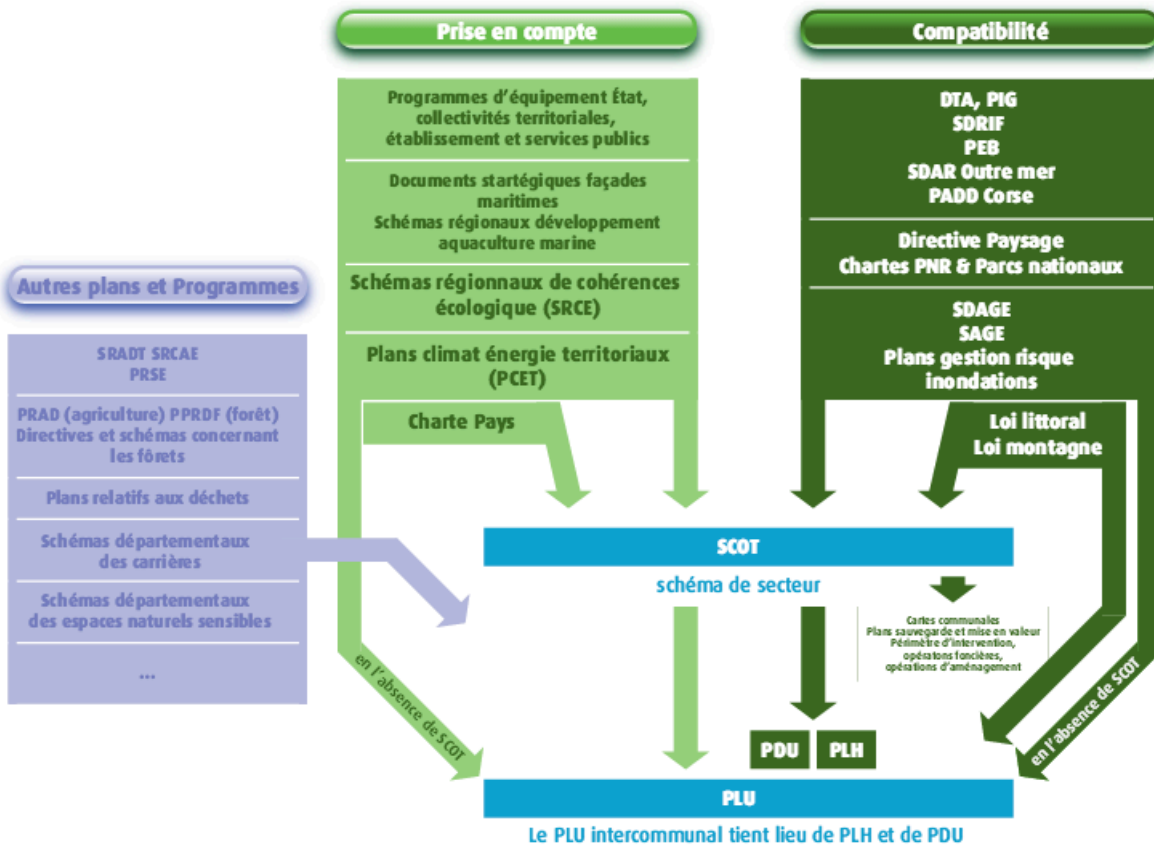 Prise en compte
Programmes d'équipement État,
collectivités territoriales,
établissement et services publics
Documents startégiques façades
maritimes
Schémas régionaux développement
aquaculture marine
Schémas régionnaux de cohérences
écologique (SRCE)
Plans climat énergie territoriaux
(PCET)
Charte Pays
Compatibilité
DTA, PIG
SDRIF
PEB
SDAR Outre mer
PADD Corse
Directive Paysage
Chartes PNR & Parcs nationaux
SDAGE
SAGE
Plans gestion risque
inondations
Loi littoral
Loi montagne
Autres plans et Programmes
SRADT SRCAE
PRSE
PRAD (agriculture) PPRDF (forêt)
Directives et schémas concernant
les fôrets
Plans relatifs aux déchets
Schémas départementaux
des carrières
Schémas départementaux
des espaces naturels sensibles
...
SCOT
schéma de secteur
Cartes communales
Plans sauvegarde et mise en valeur
Périmètre d'intervention,
opératons foncières,
opérations d'aménagement
en l'absence de SCOT
en l'absence de SCOT
PDU
PLH
PLU
Le PLU intercommunal tient lieu de PLH et de PDU